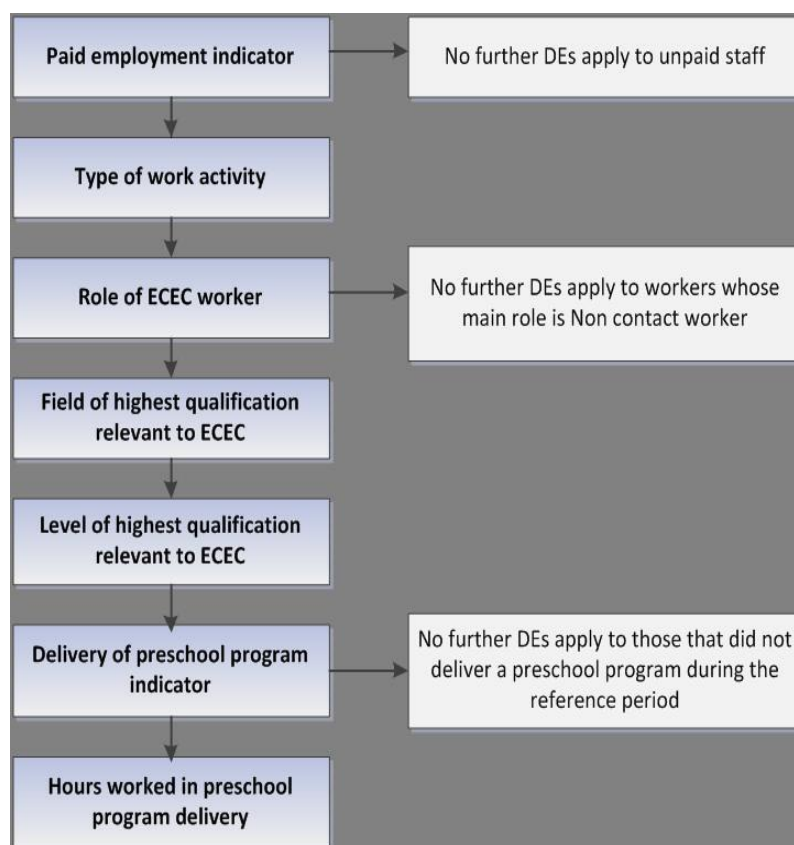 Paid employment indicator
No further DEs apply to unpaid staff
Type of work activity
Role of ECEC worker
No further DEs apply to workers whose
main role is Non contact worker
Field of highest qualification
relevant to ECEC
Level of highest qualification
relevant to ECEC
Delivery of preschool program
indicator
No further DEs apply to those that did not
deliver a preschool program during the
reference period
Hours worked in preschool
program delivery